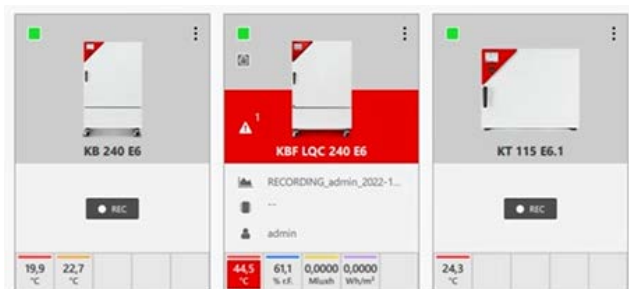 KB 240 E6
REC
19,9 22,7
°C °C
1
KBF LQC 240 E6
RECORDING_admin_2022-1...
--
admin
44,5 61,1 0,0000 0,0000
°C % r.F. Mluxh Wh/m²
KT 115 E6.1
REC
24,3
°C